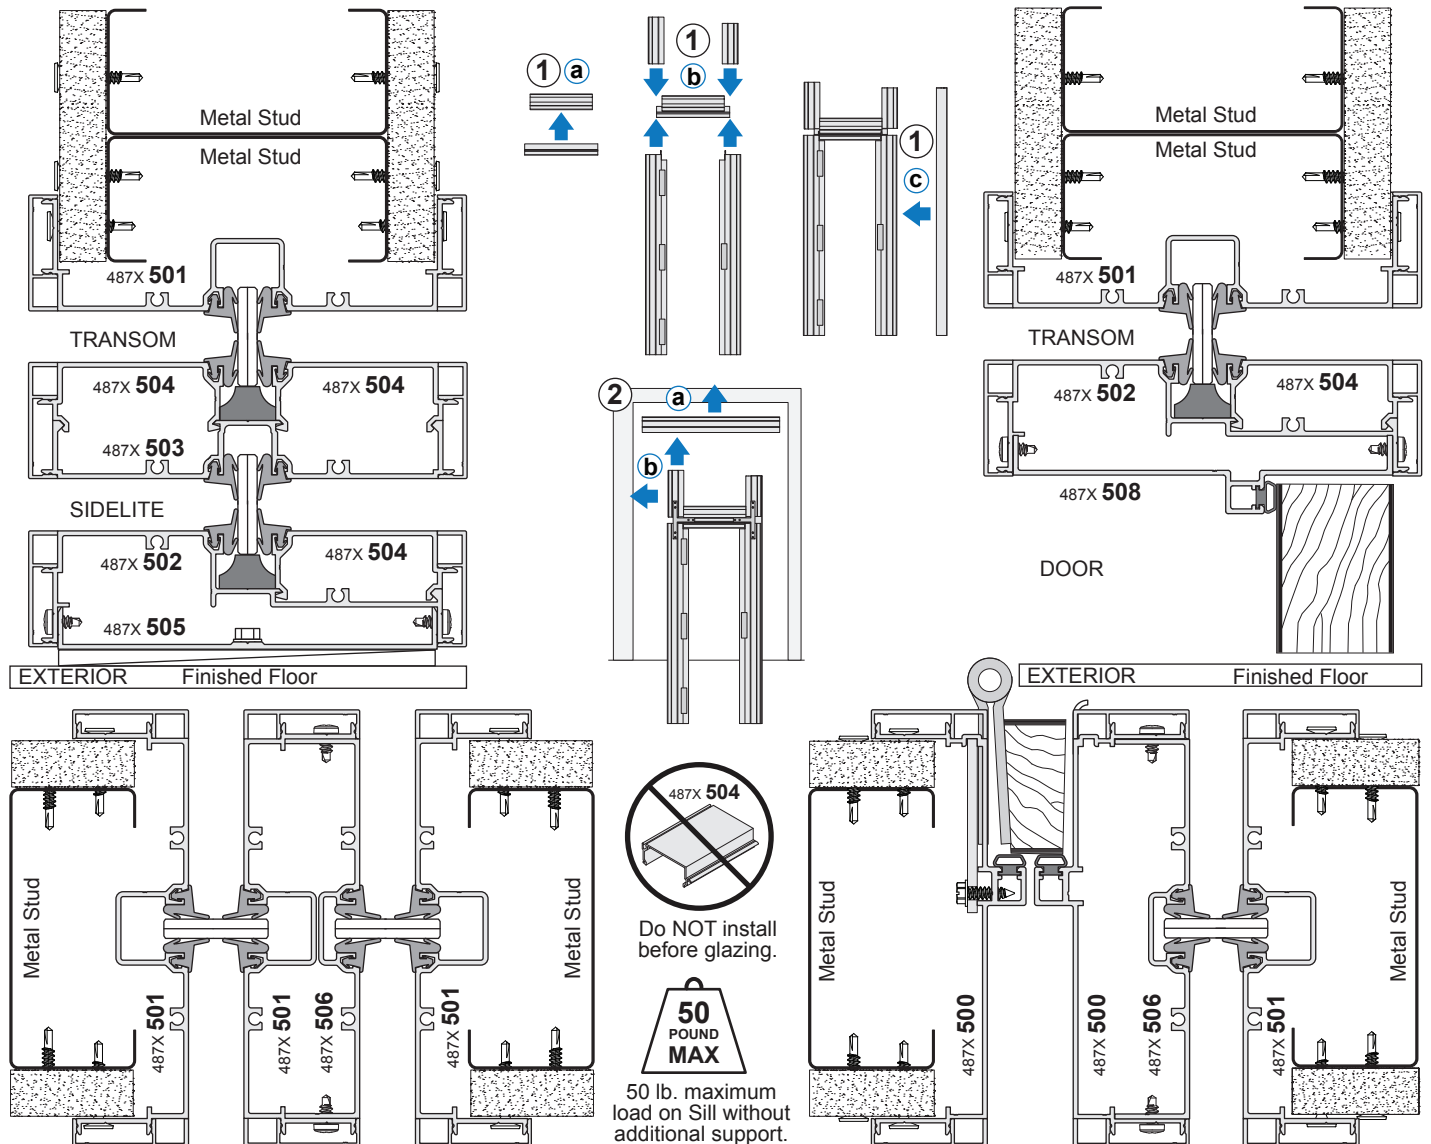 Metal Stud
Metal Stud
487X 501
TRANSOM
487X 504
487X 504
487X 503
SIDELITE
487X 502
487X 504
487X 505
EXTERIOR
Finished Floor
1 a
1
b
1
c
2
a
b
Metal Stud
Metal Stud
487X 501
TRANSOM
487X 502
487X 504
487X 508
DOOR
EXTERIOR
Finished Floor
Metal Stud
487X 501
487X 501
487X 506
487X 501
Metal Stud
487X 504
Do NOT install
before glazing.
50
POUND
MAX
50 lb. maximum
load on Sill without
additional support.
Metal Stud
487X 500
487X 500
487X 506
487X 501
Metal Stud